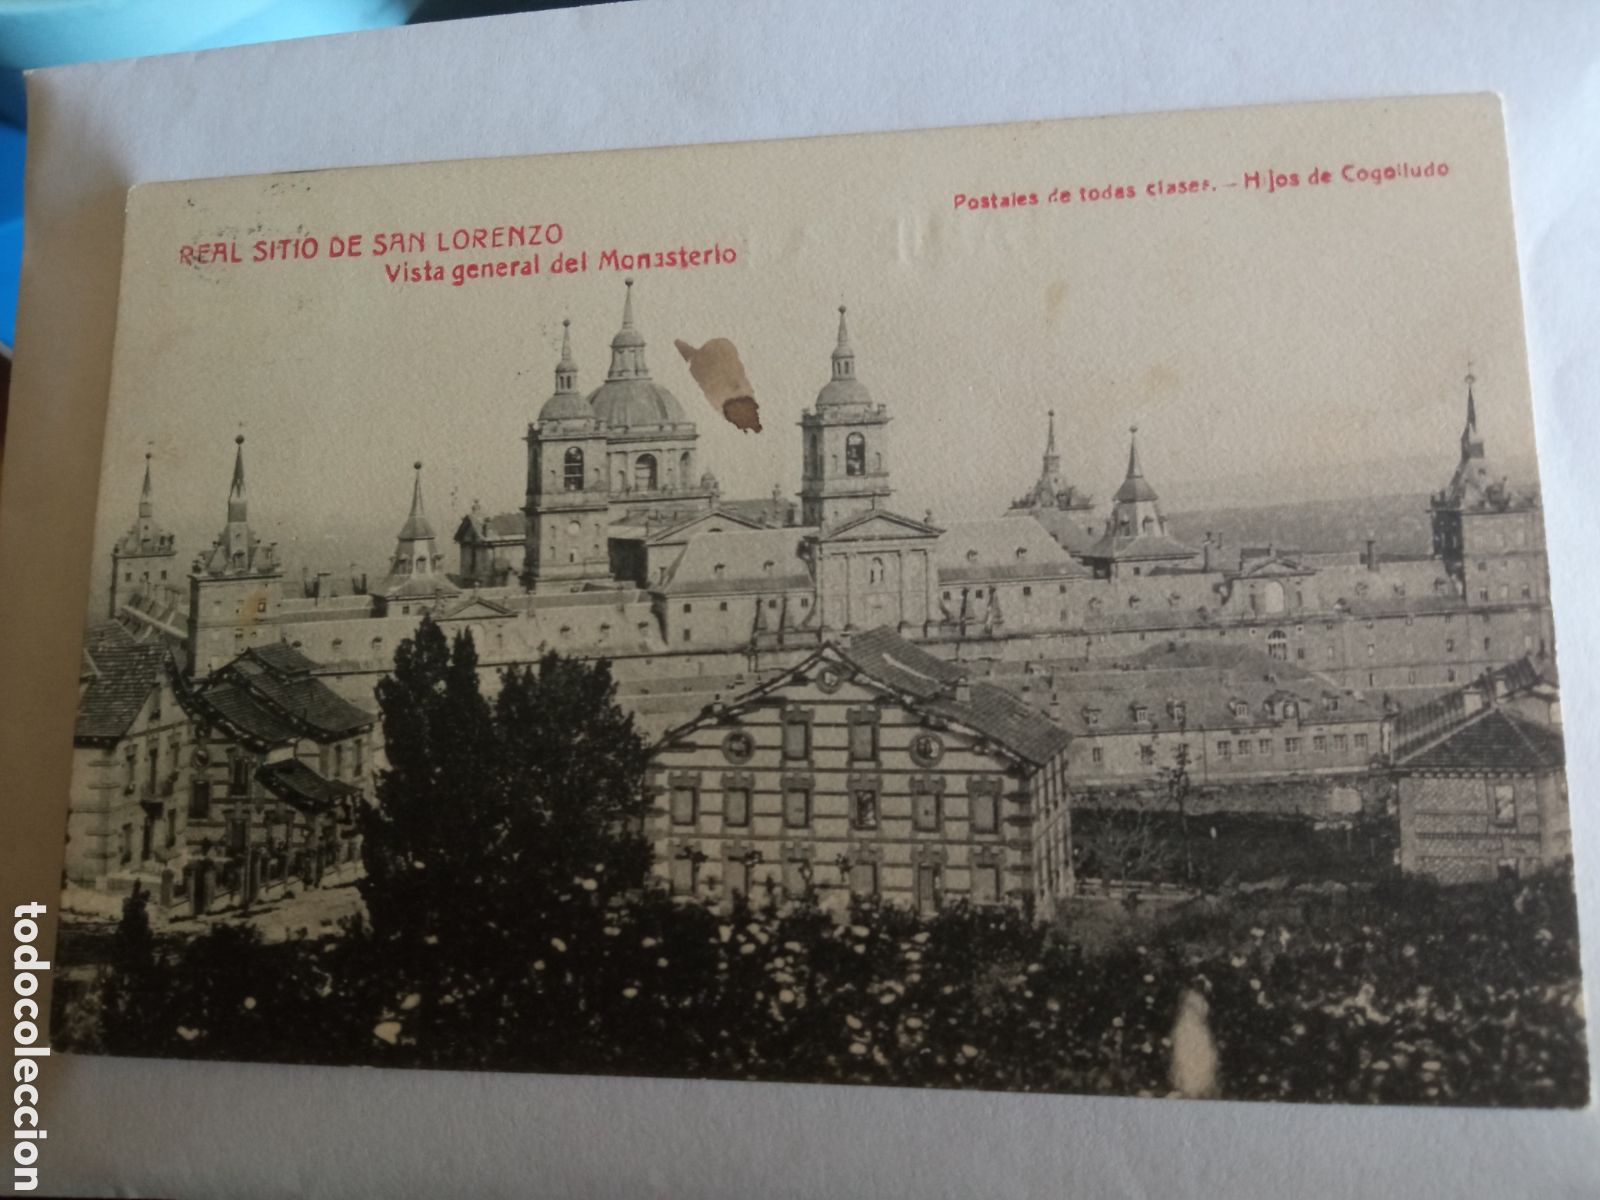 REAL SITIO DE SAN LORENZO
Vista general del Monasterio
Postales de todas clases. — Hijos de Cogolludo
todocoleccion